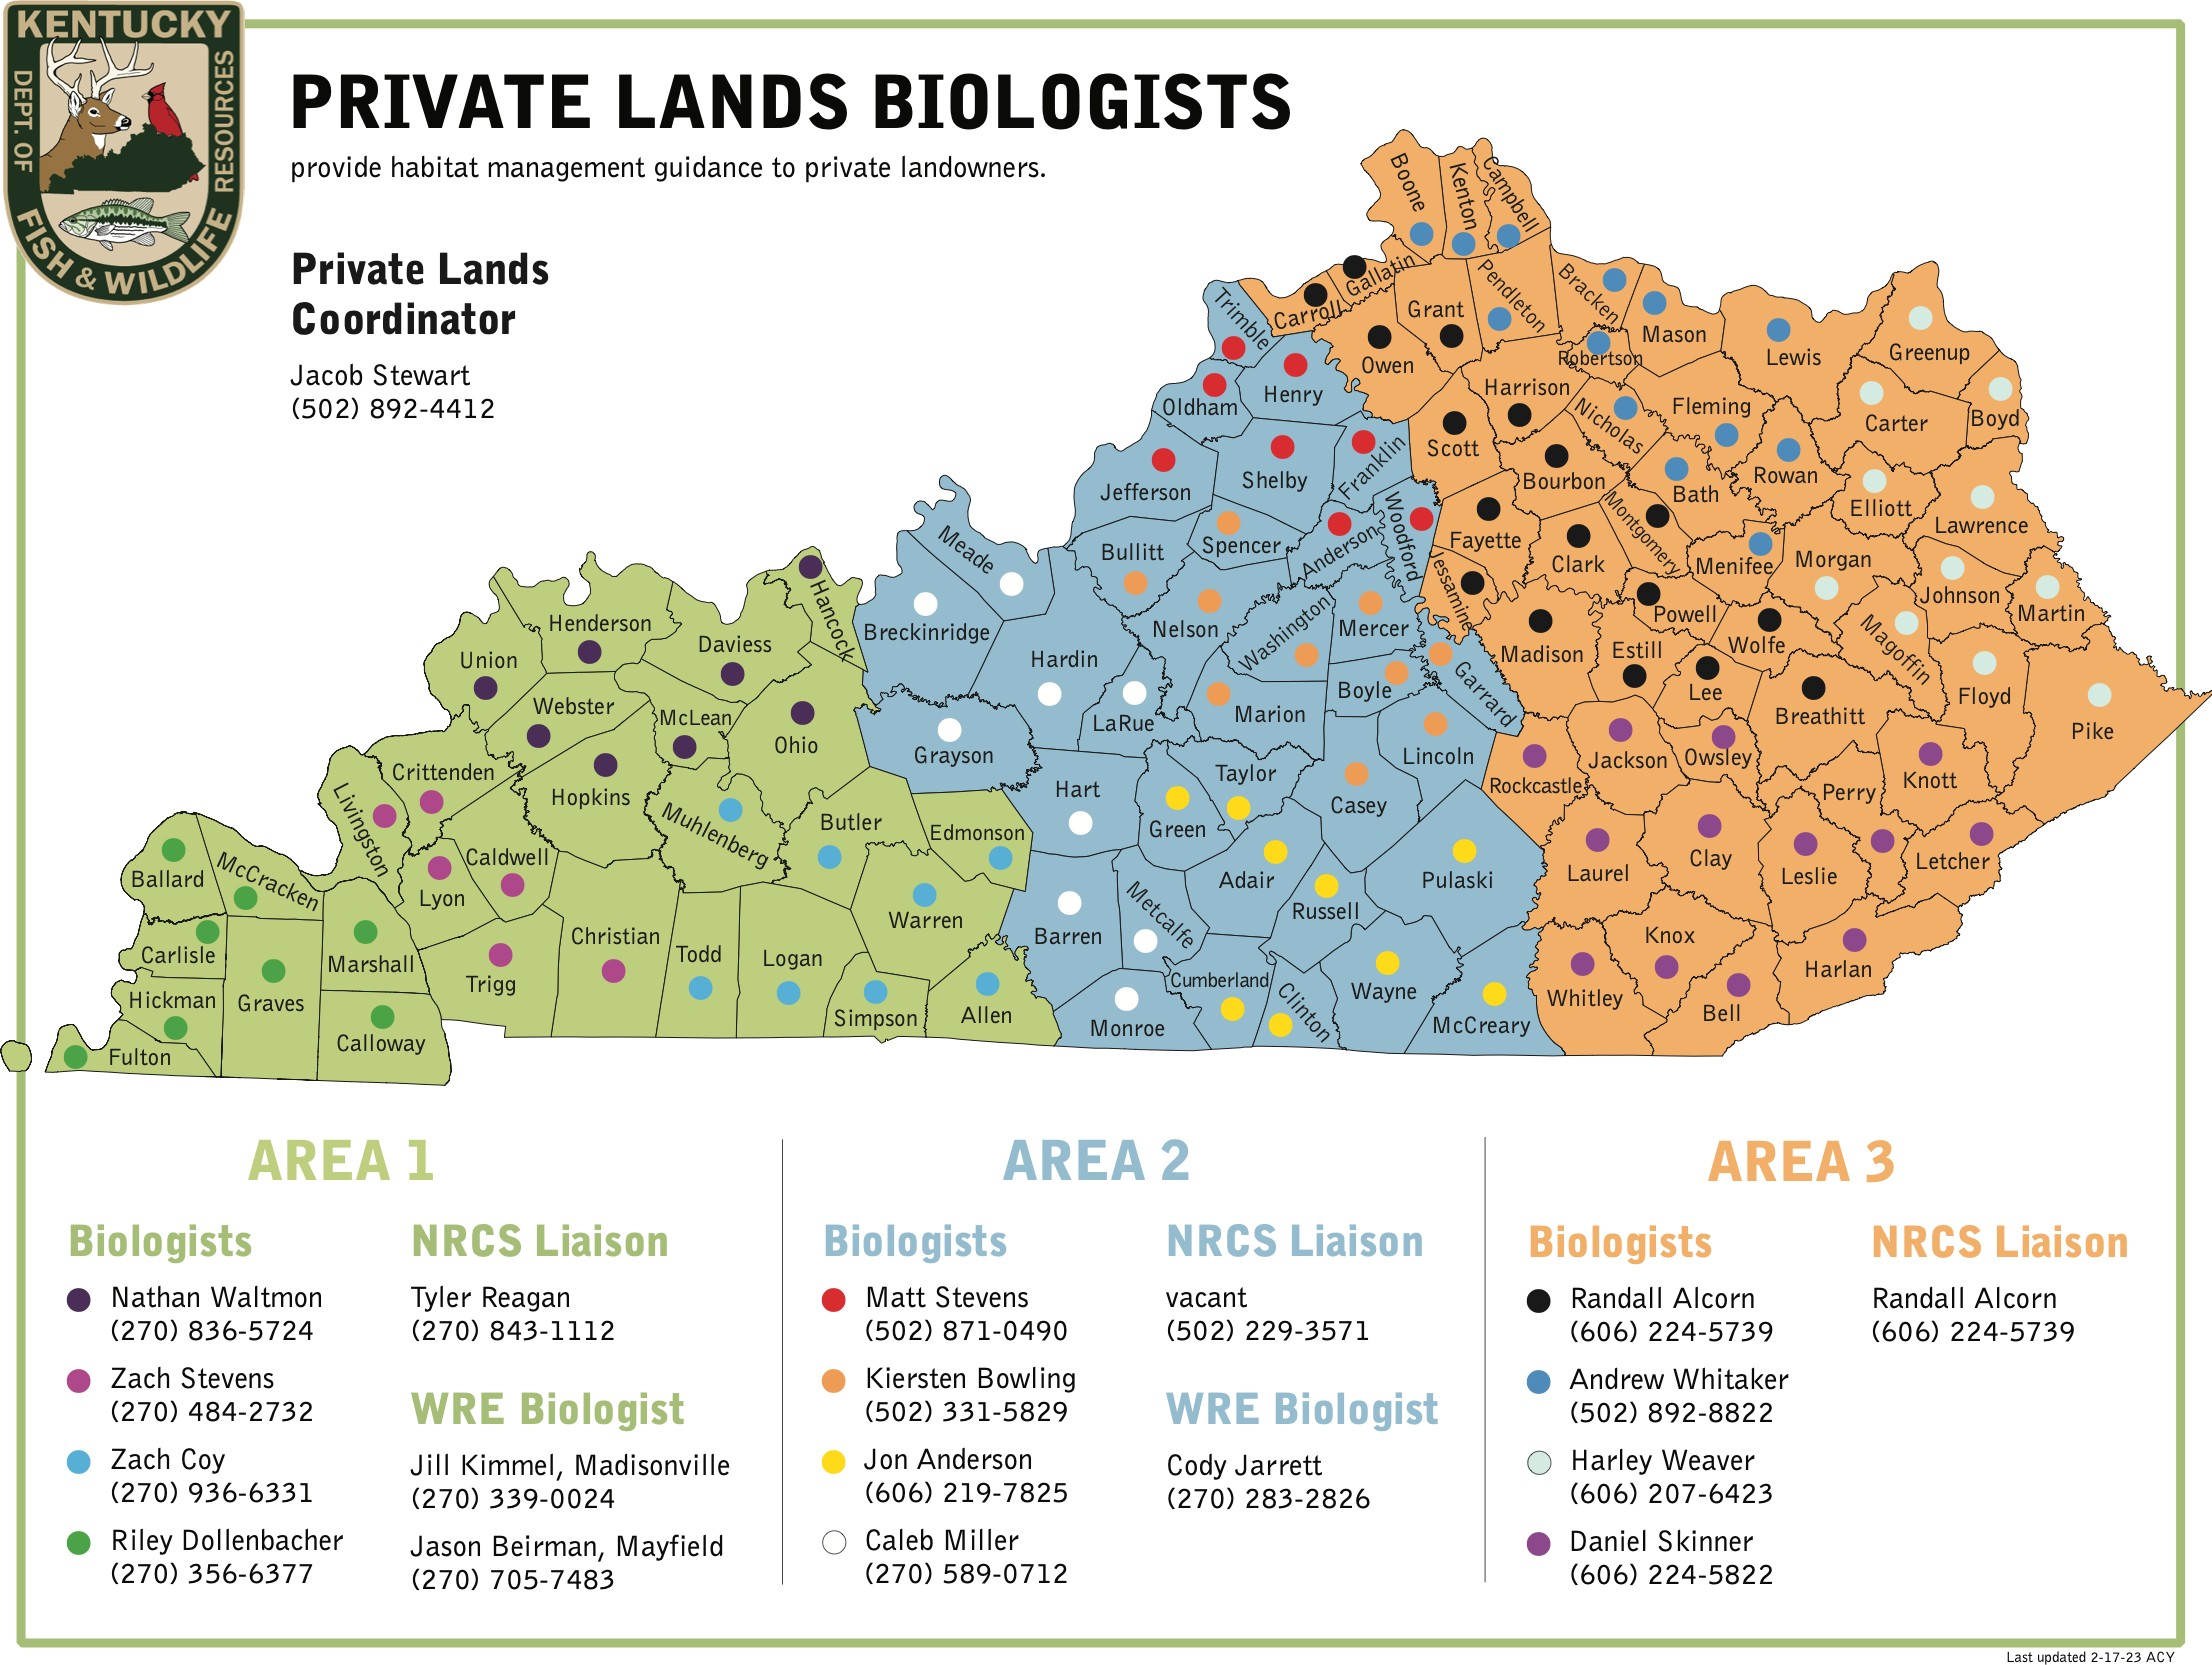 KENTUCKY
DEPT. OF
FISH & WILDLIFE
RESOURCES
PRIVATE LANDS BIOLOGISTS
provide habitat management guidance to private landowners.
Private Lands
Coordinator
Jacob Stewart
(502) 892-4412
Boone
Kenton
Campbell
Gallatin
Carroll
Grant
Pendleton
Bracken
Mason
Robertson
Lewis
Greenup
Trimble
Owen
Harrison
Nicholas
Fleming
Carter
Boyd
Oldham
Henry
Scott
Bourbon
Bath
Rowan
Elliott
Lawrence
Jefferson
Shelby
Franklin
Woodford
Fayette
Clark
Montgomery
Menifee
Morgan
Johnson
Martin
Meade
Bullitt
Spencer
Anderson
Jessamine
Powell
Wolfe
Magoffin
Floyd
Pike
Breckinridge
Hardin
Nelson
Washington
Mercer
Madison
Estill
Lee
Breathitt
Hancock
Henderson
Daviess
Union
Webster
McLean
Ohio
Grayson
LaRue
Marion
Boyle
Garrard
Lincoln
Rockcastle
Jackson
Owsley
Perry
Knott
Crittenden
Livingston
Hopkins
Muhlenberg
Butler
Edmonson
Hart
Green
Taylor
Casey
Pulaski
Laurel
Clay
Leslie
Letcher
Ballard
McCracken
Lyon
Caldwell
Warren
Barren
Metcalfe
Adair
Russell
Knox
Harlan
Carlisle
Marshall
Trigg
Christian
Todd
Logan
Simpson
Allen
Monroe
Cumberland
Clinton
Wayne
McCreary
Whitley
Bell
Hickman
Graves
Calloway
Fulton
AREA 1
Biologists
Nathan Waltmon
(270) 836-5724
Zach Stevens
(270) 484-2732
Zach Coy
(270) 936-6331
Riley Dollenbacher
(270) 356-6377
NRCS Liaison
Tyler Reagan
(270) 843-1112
WRE Biologist
Jill Kimmel, Madisonville
(270) 339-0024
Jason Beirman, Mayfield
(270) 705-7483
AREA 2
Biologists
Matt Stevens
(502) 871-0490
Kiersten Bowling
(502) 331-5829
Jon Anderson
(606) 219-7825
Caleb Miller
(270) 589-0712
NRCS Liaison
vacant
(502) 229-3571
WRE Biologist
Cody Jarrett
(270) 283-2826
AREA 3
Biologists
Randall Alcorn
(606) 224-5739
Andrew Whitaker
(502) 892-8822
Harley Weaver
(606) 207-6423
Daniel Skinner
(606) 224-5822
NRCS Liaison
Randall Alcorn
(606) 224-5739
Last updated 2-17-23 ACY